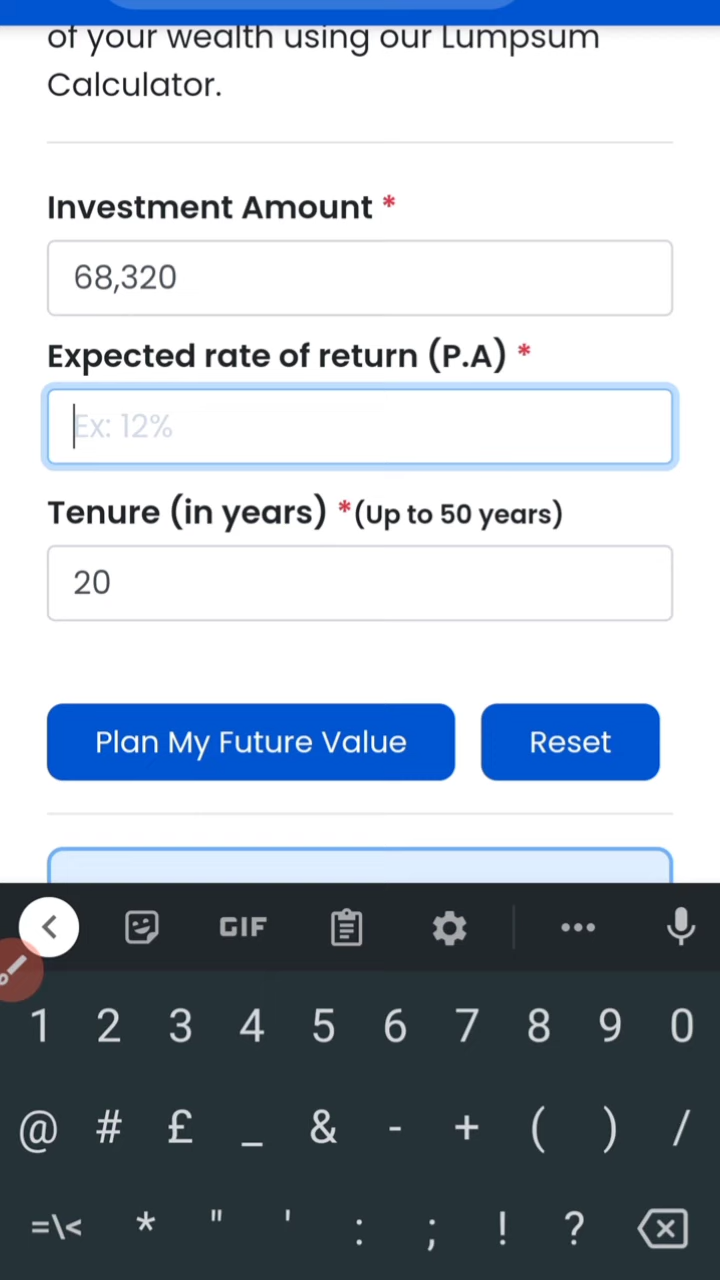 of your wealth using our Lumpsum
Calculator.
Investment Amount *
68,320
Expected rate of return (P.A) *
Ex: 12%
Tenure (in years) *(Up to 50 years)
20
Plan My Future Value
Reset
GIF
1 2 3 4 5 6 7 8 9 0
@ # £ _ & - + ( ) /
=\< * " ' : ; ! ?